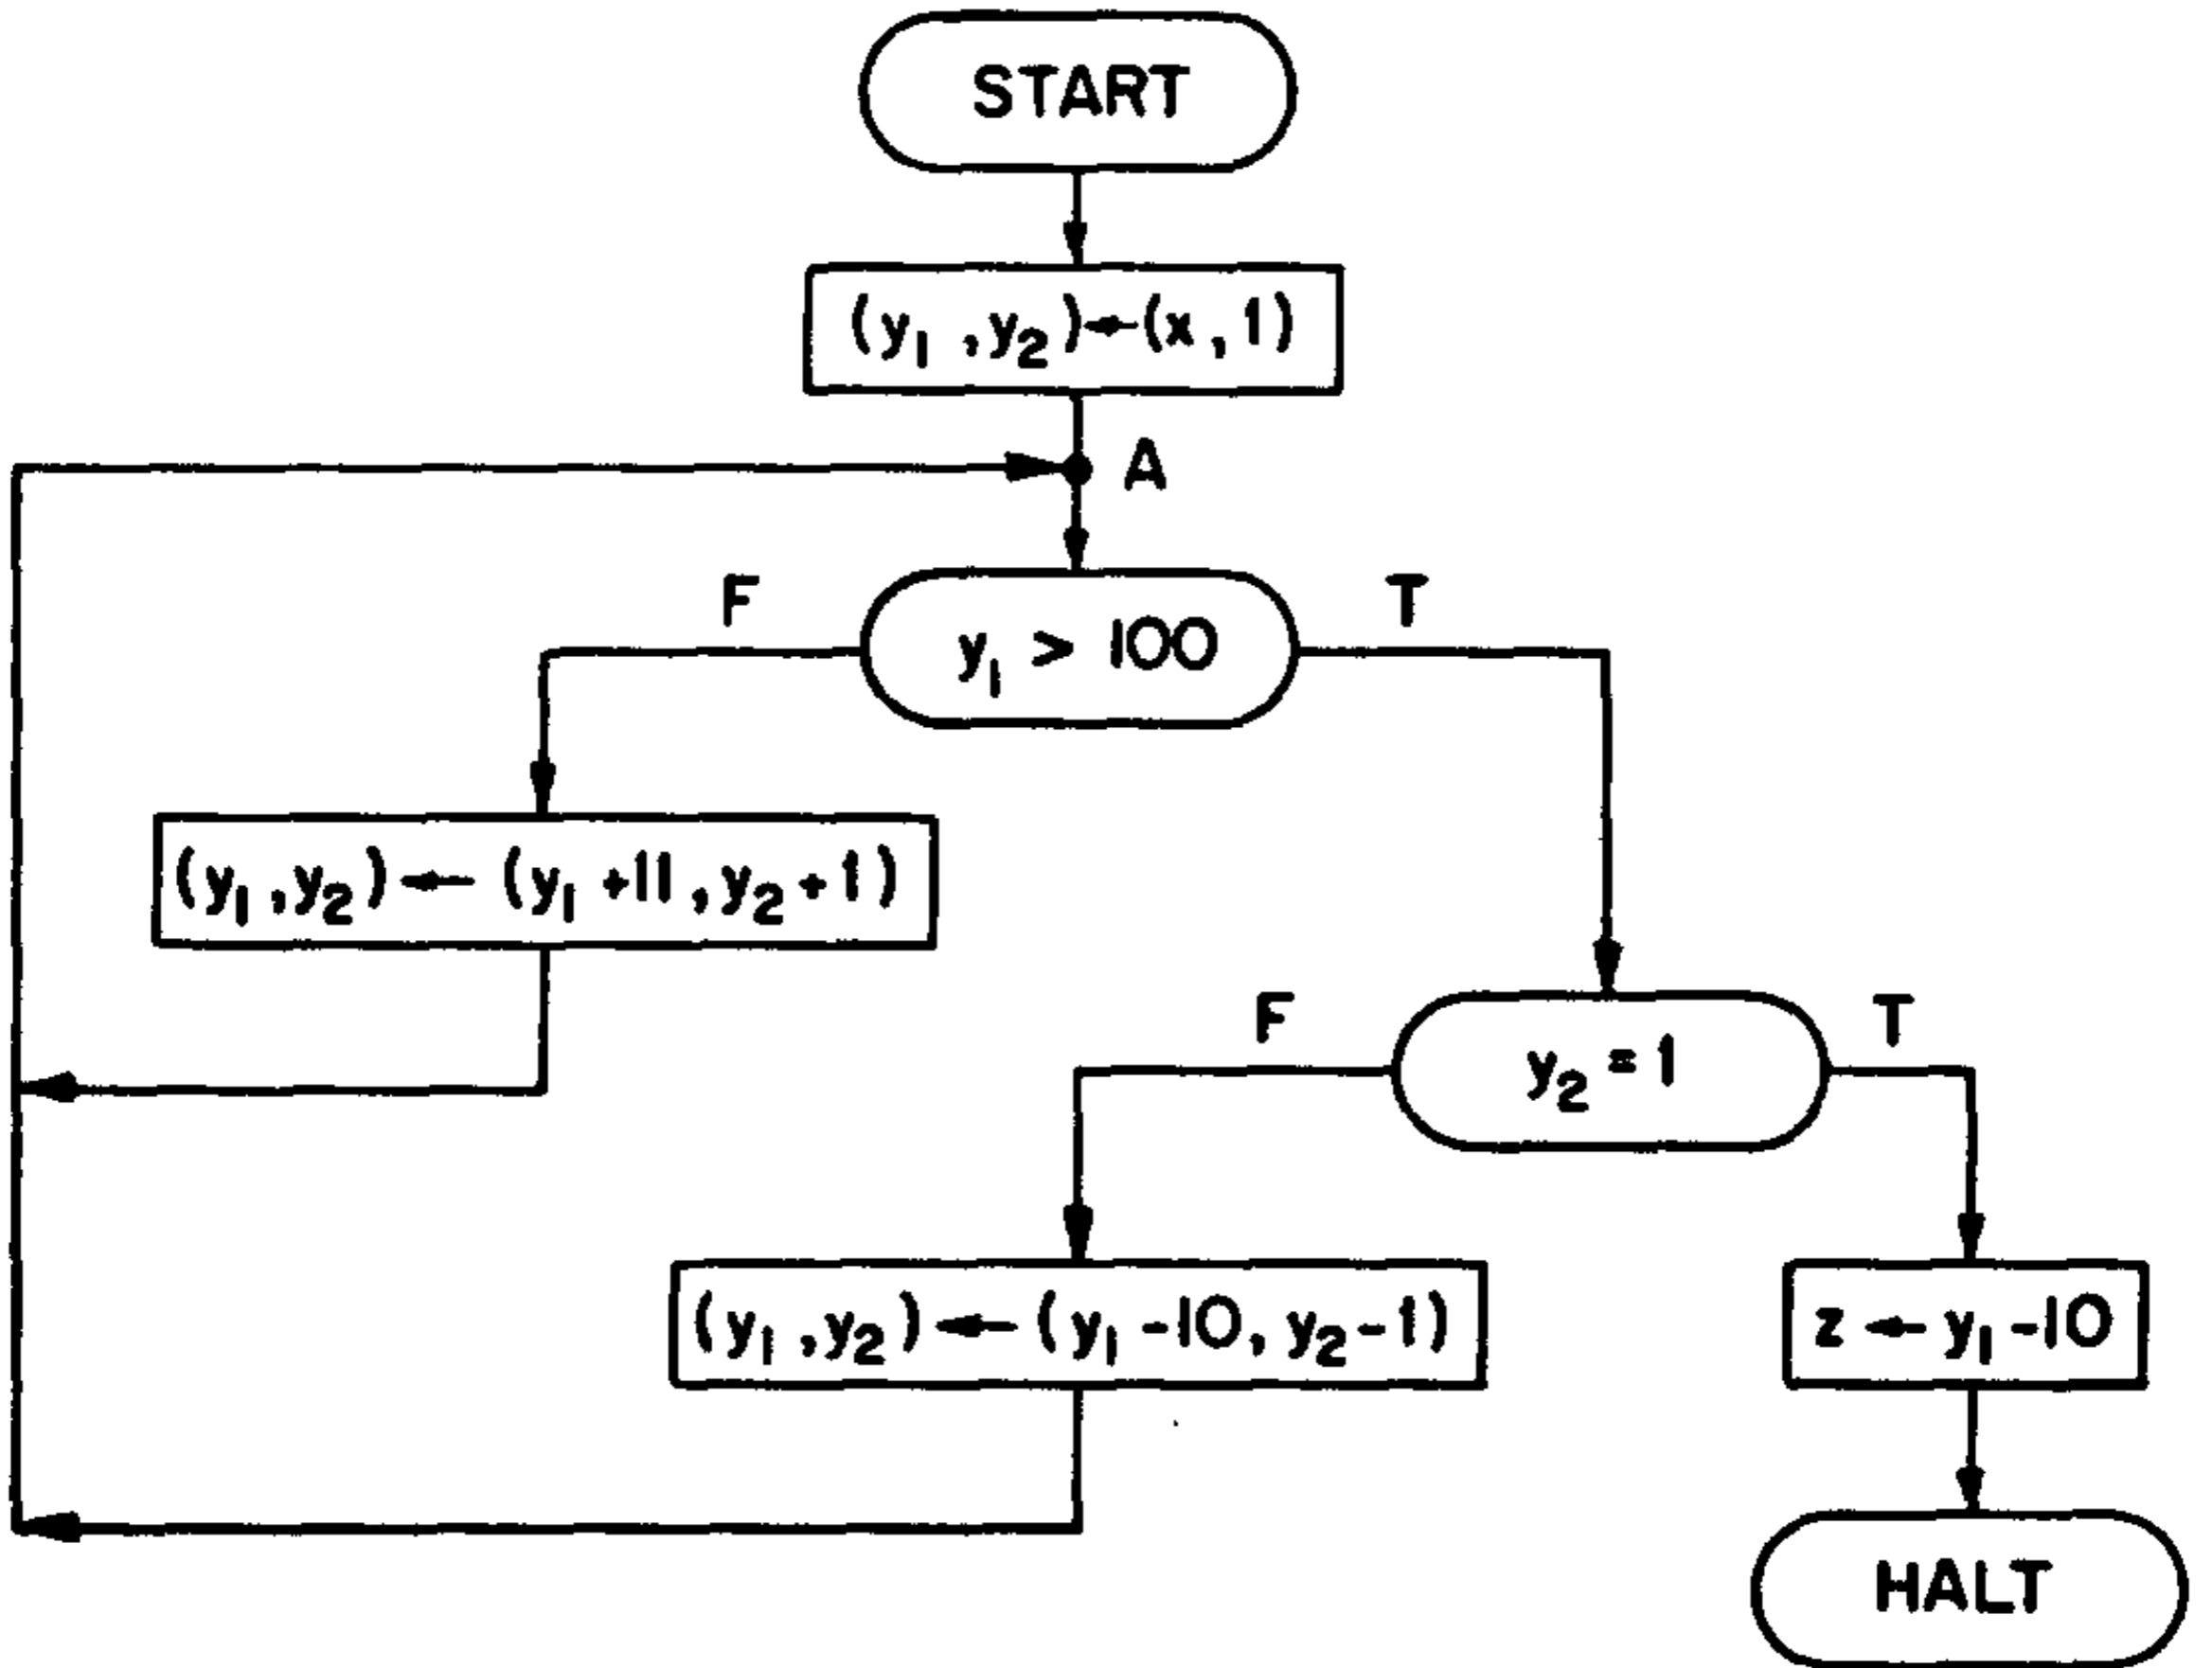 START
(y₁ ,y₂)←(x , 1)
A
F
T
y₁ > 100
(y₁ ,y₂)← (y₁ +11 ,y₂ + 1)
F
T
y₂ = 1
(y₁ ,y₂)← (y₁ -10, y₂ - 1)
z ← y₁ -10
HALT